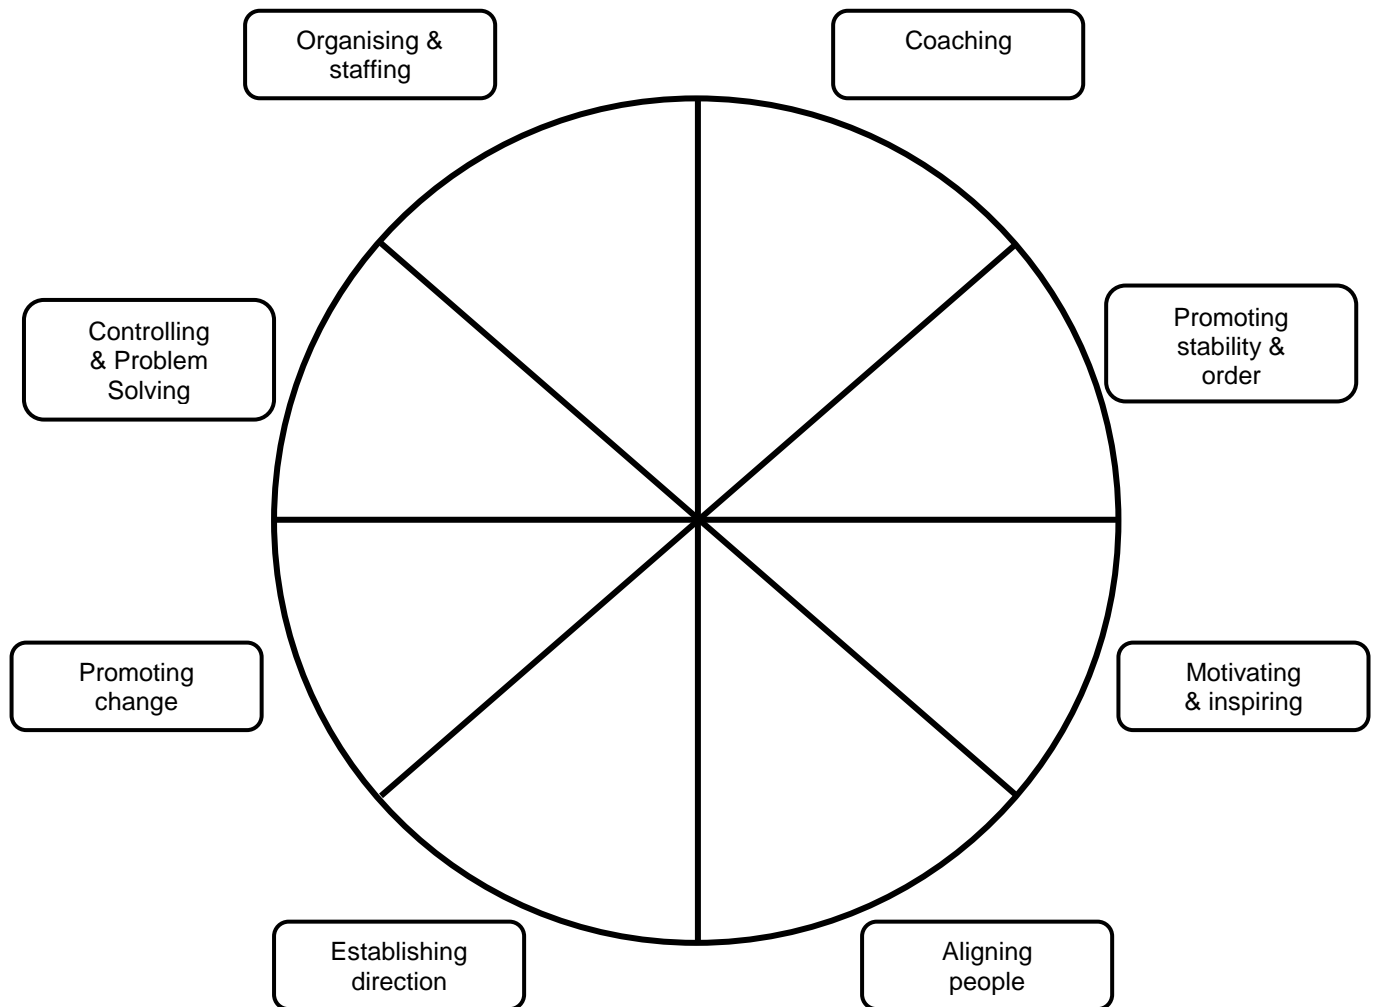 Organising &
staffing
Coaching
Controlling
& Problem
Solving
Promoting
stability &
order
Promoting
change
Motivating
& inspiring
Establishing
direction
Aligning
people